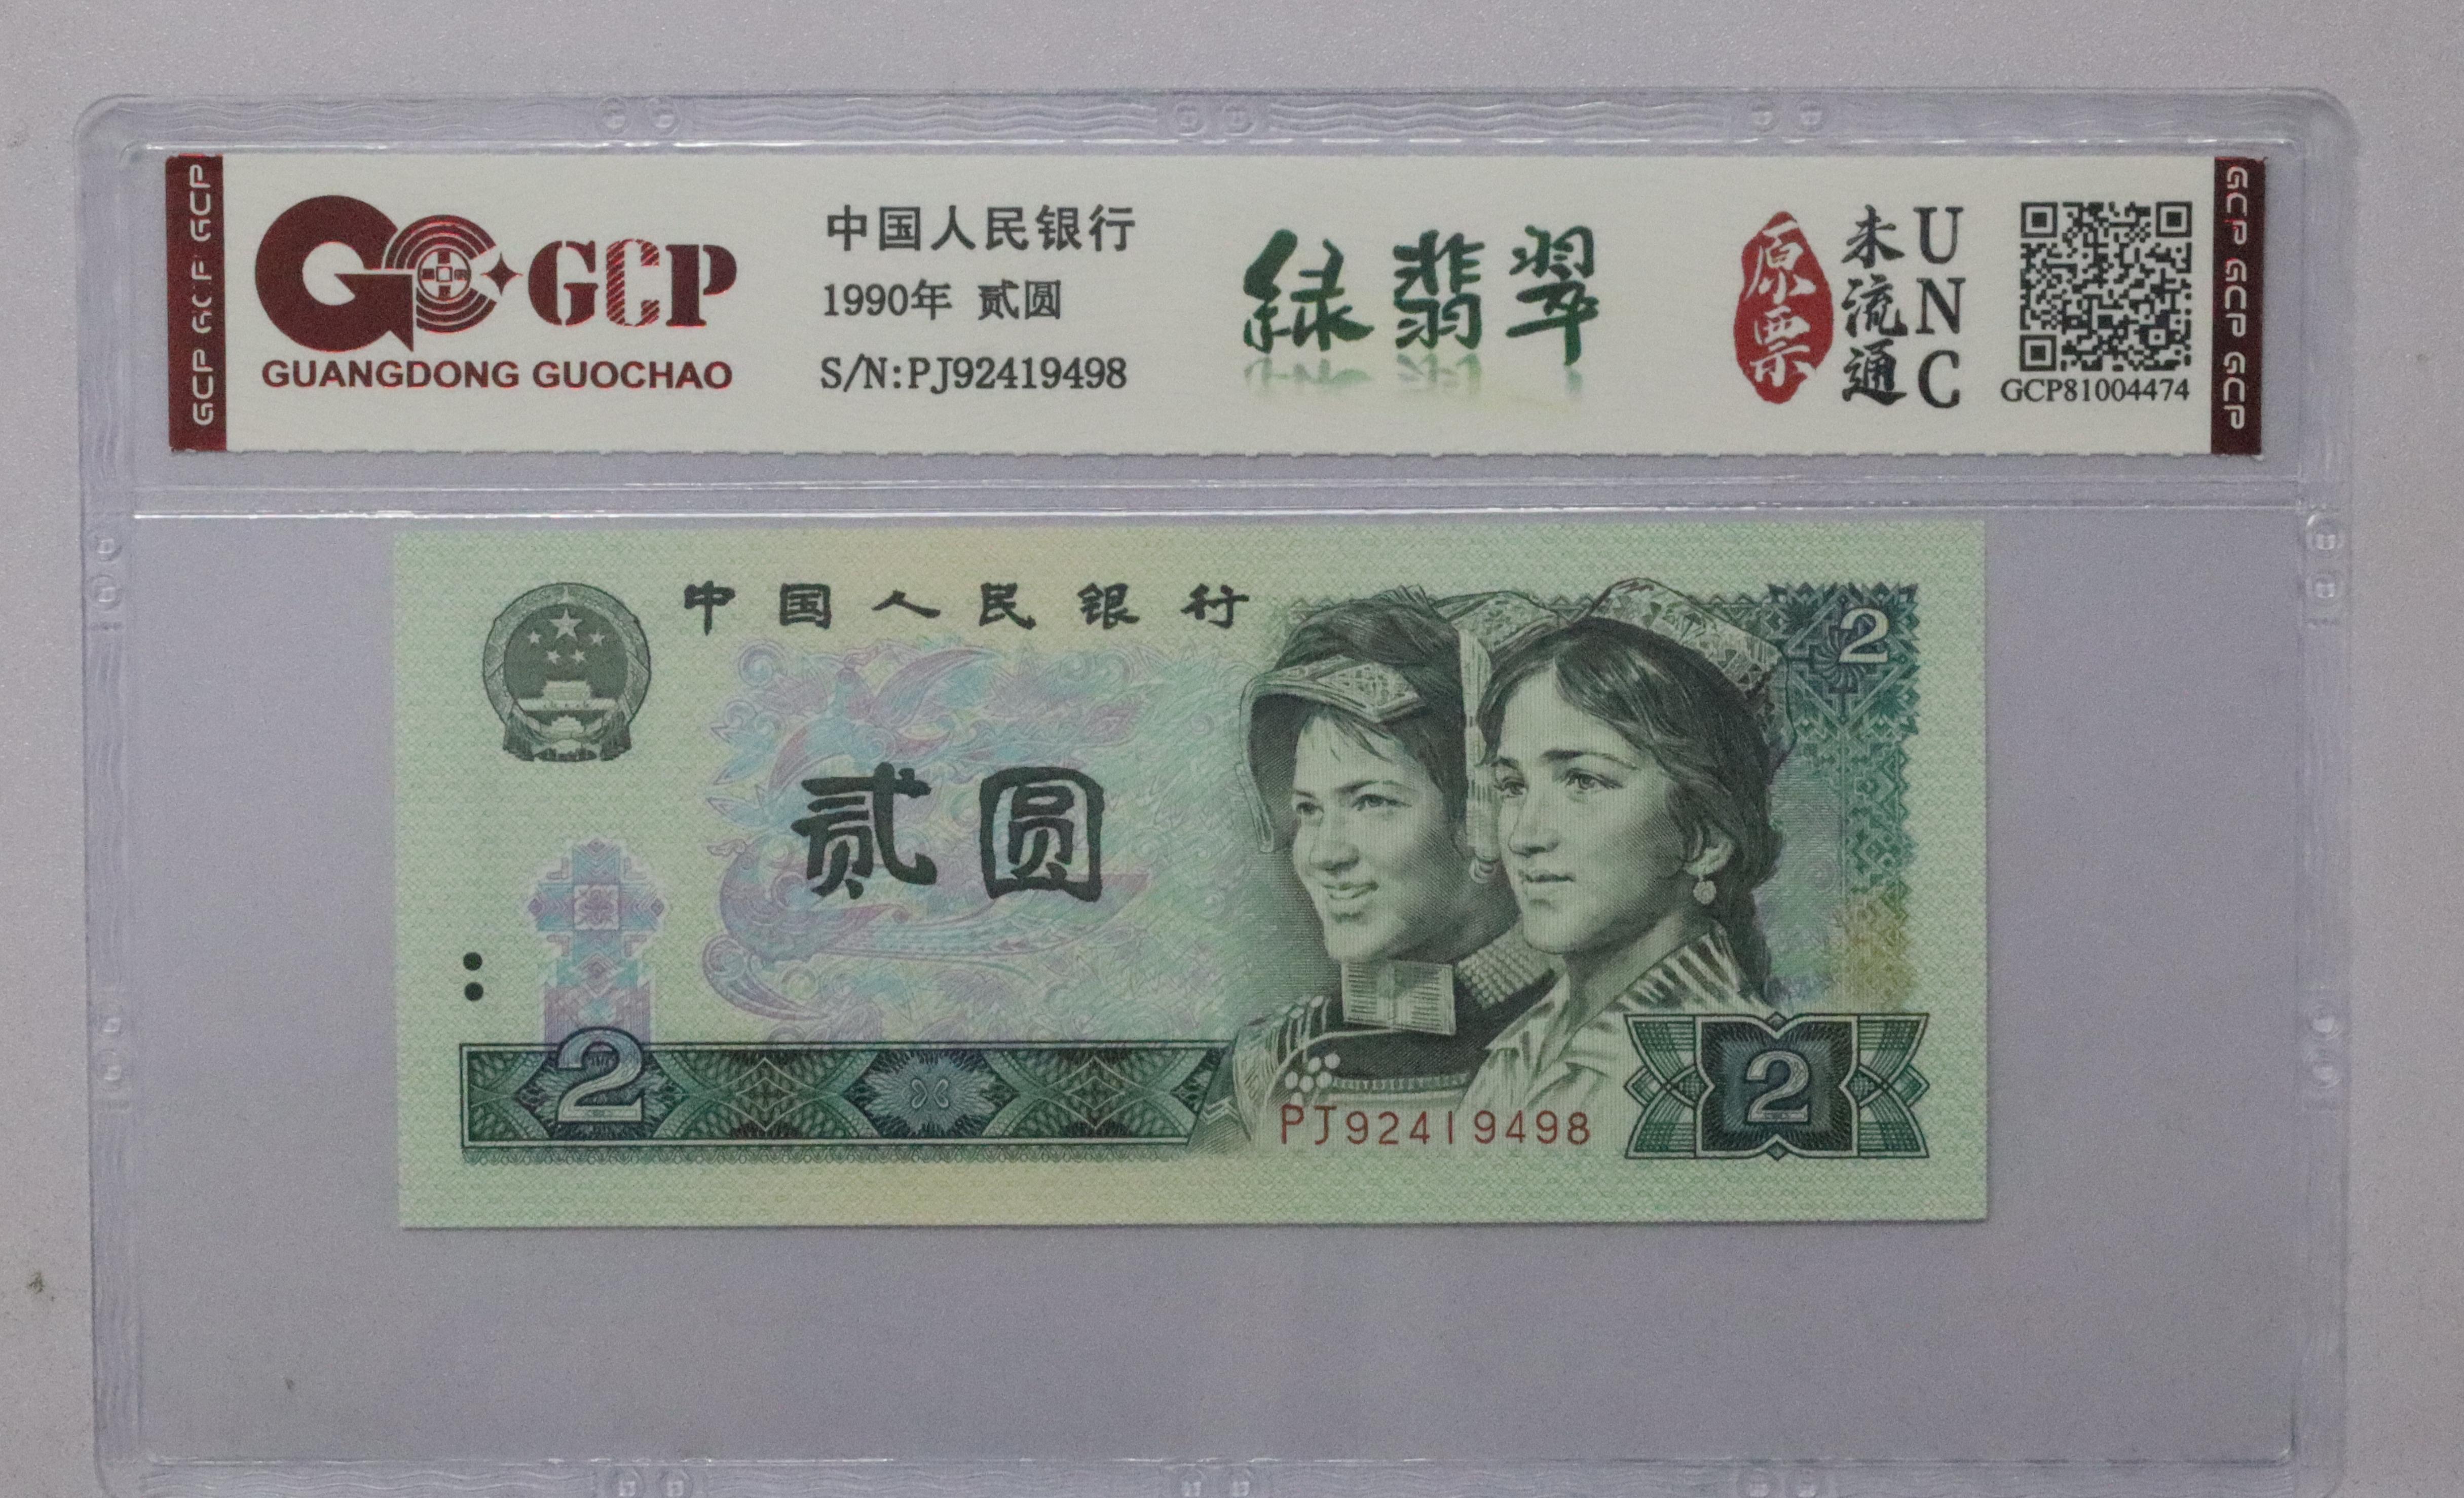 GCP GCP GCP
GCP
GUANGDONG GUOCHAO
中国人民银行
1990年 贰圆
S/N:PJ92419498
绿翡翠
原票
未流通
UNC
GCP81004474
GCP GCP GCP
中国人民银行
2
贰圆
2
PJ92419498
2